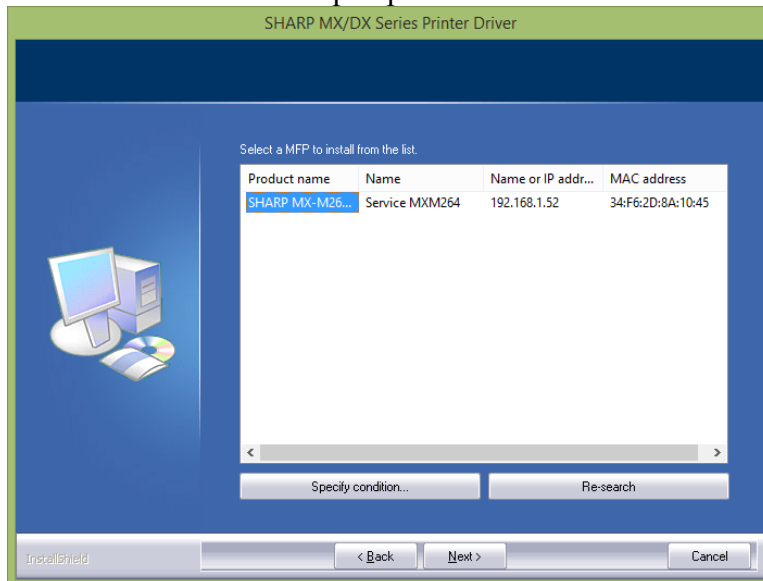 SHARP MX/DX Series Printer Driver
Select a MFP to install from the list.
Product name Name Name or IP addr... MAC address
SHARP MX-M26... Service MXM264 192.168.1.52 34:F6:2D:8A:10:45
Specify condition... Re-search
InstallShield < Back Next > Cancel